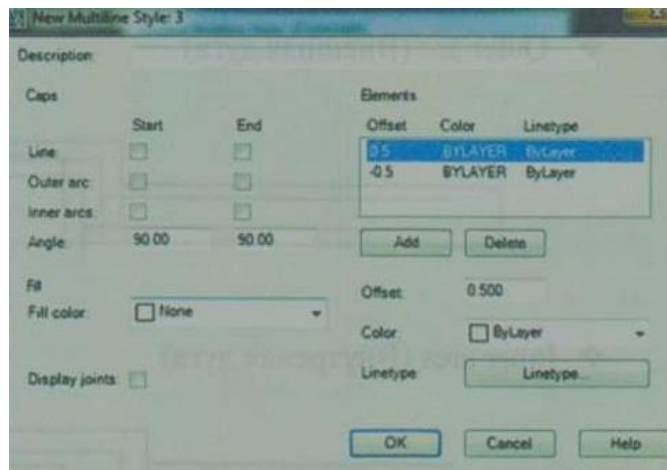 New Multiline Style: 3
Description:
Caps
Start End
Line:
Outer arc:
Inner arcs:
Angle: 90.00 90.00
Fill
Fill color: None
Display joints:
Elements
Offset Color Linetype
0.5 BYLAYER ByLayer
-0.5 BYLAYER ByLayer
Add Delete
Offset: 0.500
Color: ByLayer
Linetype: Linetype...
OK Cancel Help